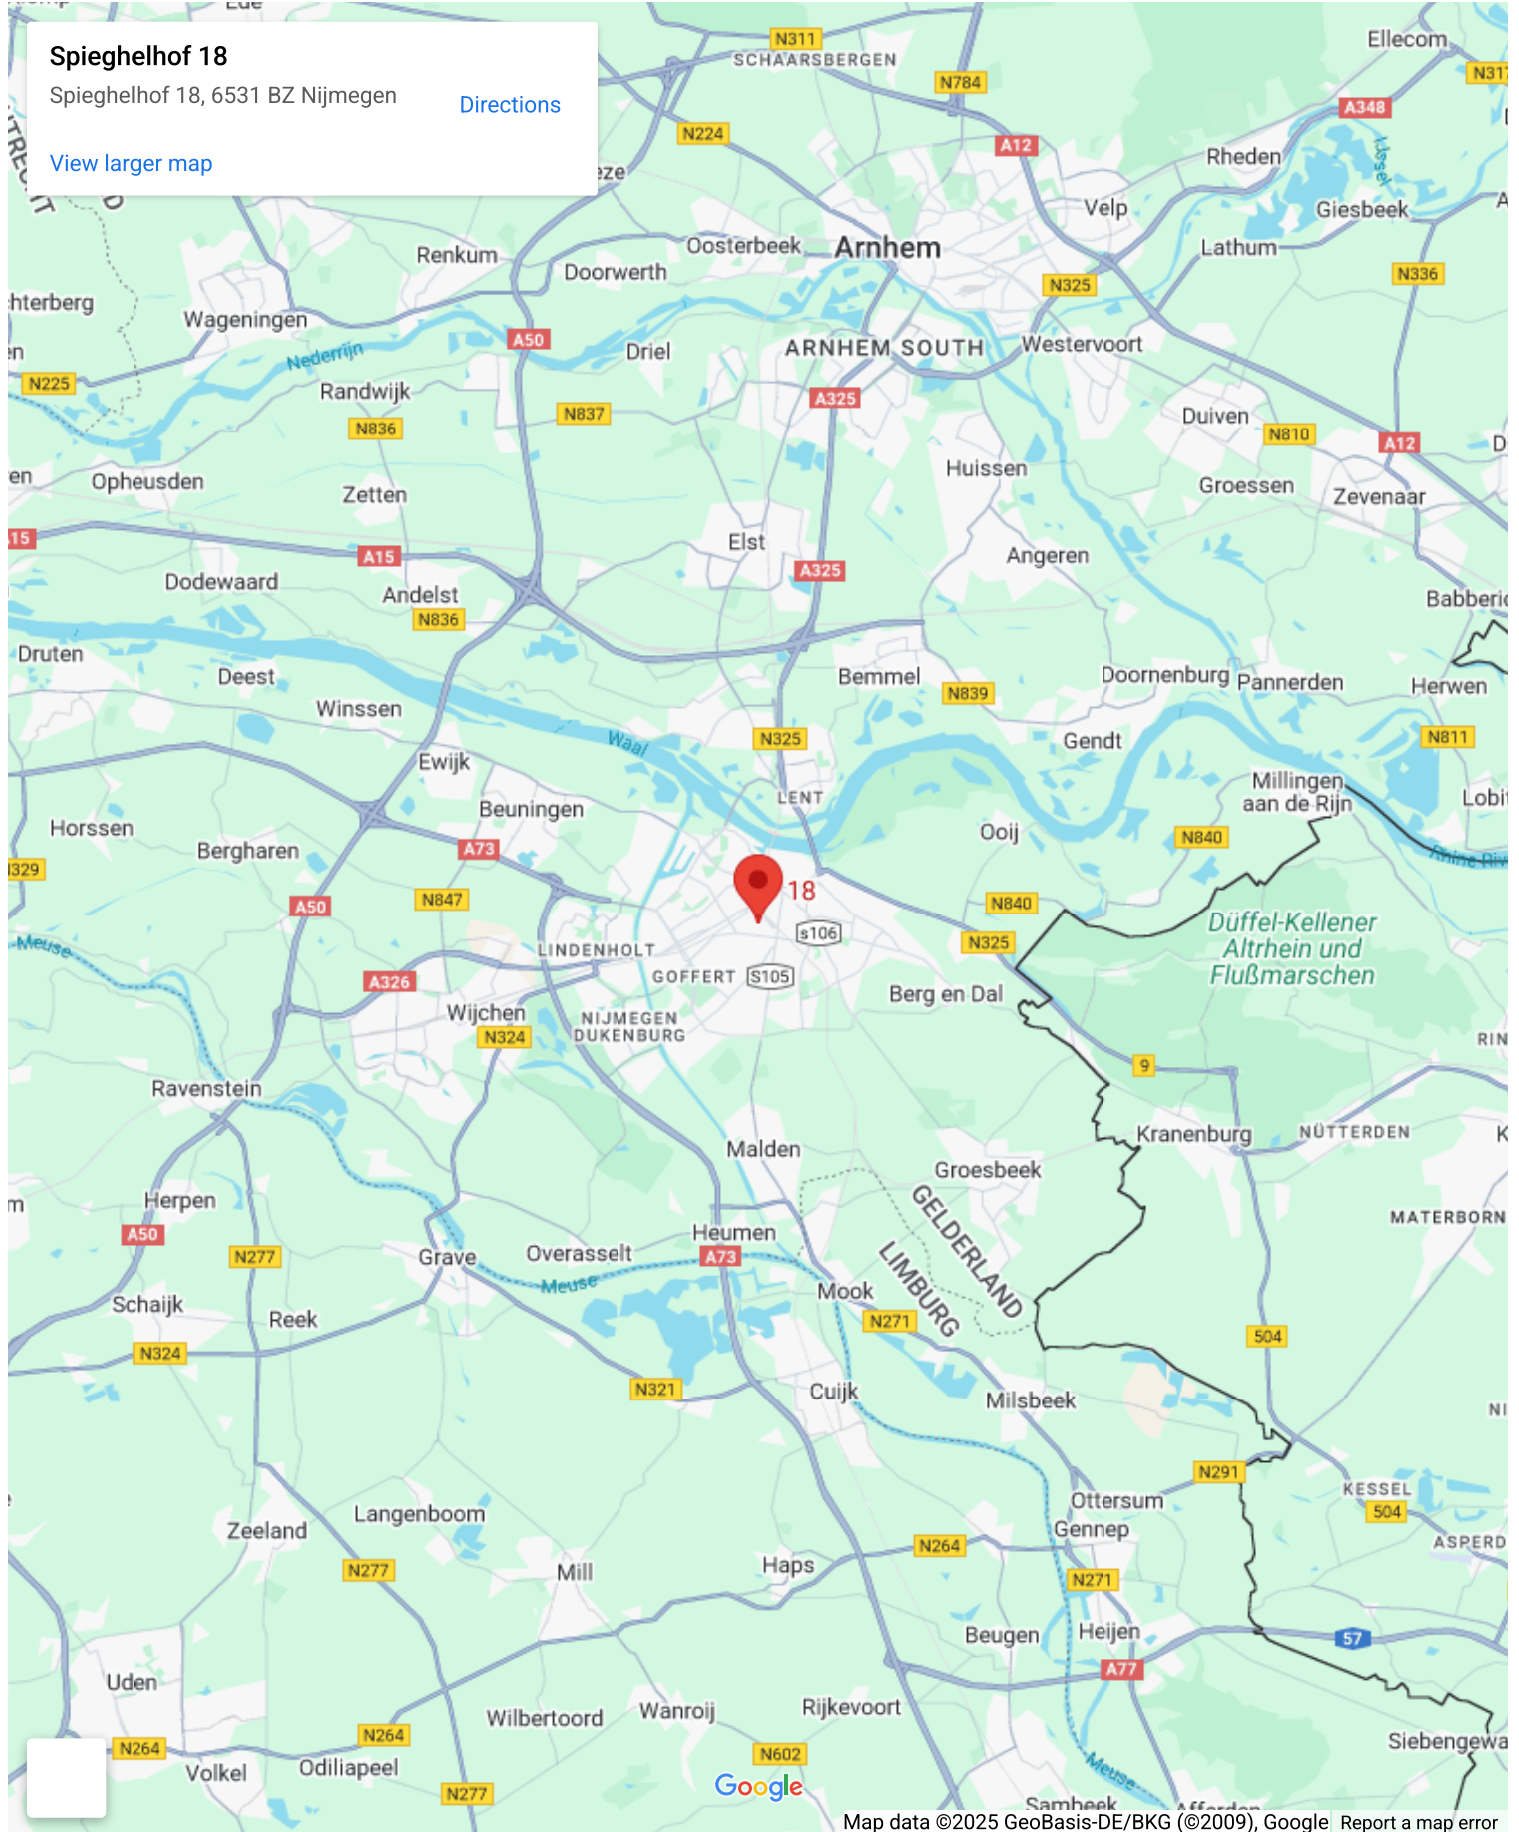 Spieghelhof 18
Spieghelhof 18, 6531 BZ Nijmegen
Directions
View larger map
N311
SCHAARSBERGEN
Ellecom
N784
N317
A348
N224
A12
Rheden
IJssel
Velp
Giesbeek
Renkum
Oosterbeek
Arnhem
Lathum
Doorwerth
N325
N336
Wageningen
A50
Nederrijn
Driel
ARNHEM SOUTH
Westervoort
N225
Randwijk
A325
N837
N836
Duiven
N810
A12
Huissen
Opheusden
Zetten
Groessen
Zevenaar
A15
Elst
Angeren
A325
Dodewaard
Andelst
N836
Druten
Deest
Bemmel
N839
Doornenburg
Pannerden
Herwen
Winssen
Waal
N325
Gendt
N811
Ewijk
Millingen
aan de Rijn
LENT
Beuningen
Horssen
Ooij
N840
Bergharen
A73
18
N847
A50
N840
Düffel-Kellener
Altrhein und
Flußmarschen
s106
N325
Meuse
LINDENHOLT
GOFFERT
S105
A326
Berg en Dal
Wijchen
NIJMEGEN
DUKENBURG
N324
9
Ravenstein
Kranenburg
NÜTTERDEN
Malden
Groesbeek
Herpen
GELDERLAND
LIMBURG
MATERBORN
A50
Heumen
N277
Grave
Overasselt
A73
Meuse
Mook
Schaijk
Reek
N271
504
N324
N321
Cuijk
Milsbeek
N291
KESSEL
504
Ottersum
Langenboom
Zeeland
Gennep
N264
N277
Mill
Haps
N271
Beugen
Heijen
57
A77
Uden
Wilbertoord
Wanroij
Rijkevoort
N264
N264
Volkel
Odiliapeel
N602
Meuse
N277
Google
Map data ©2025 GeoBasis-DE/BKG (©2009), Google
Report a map error